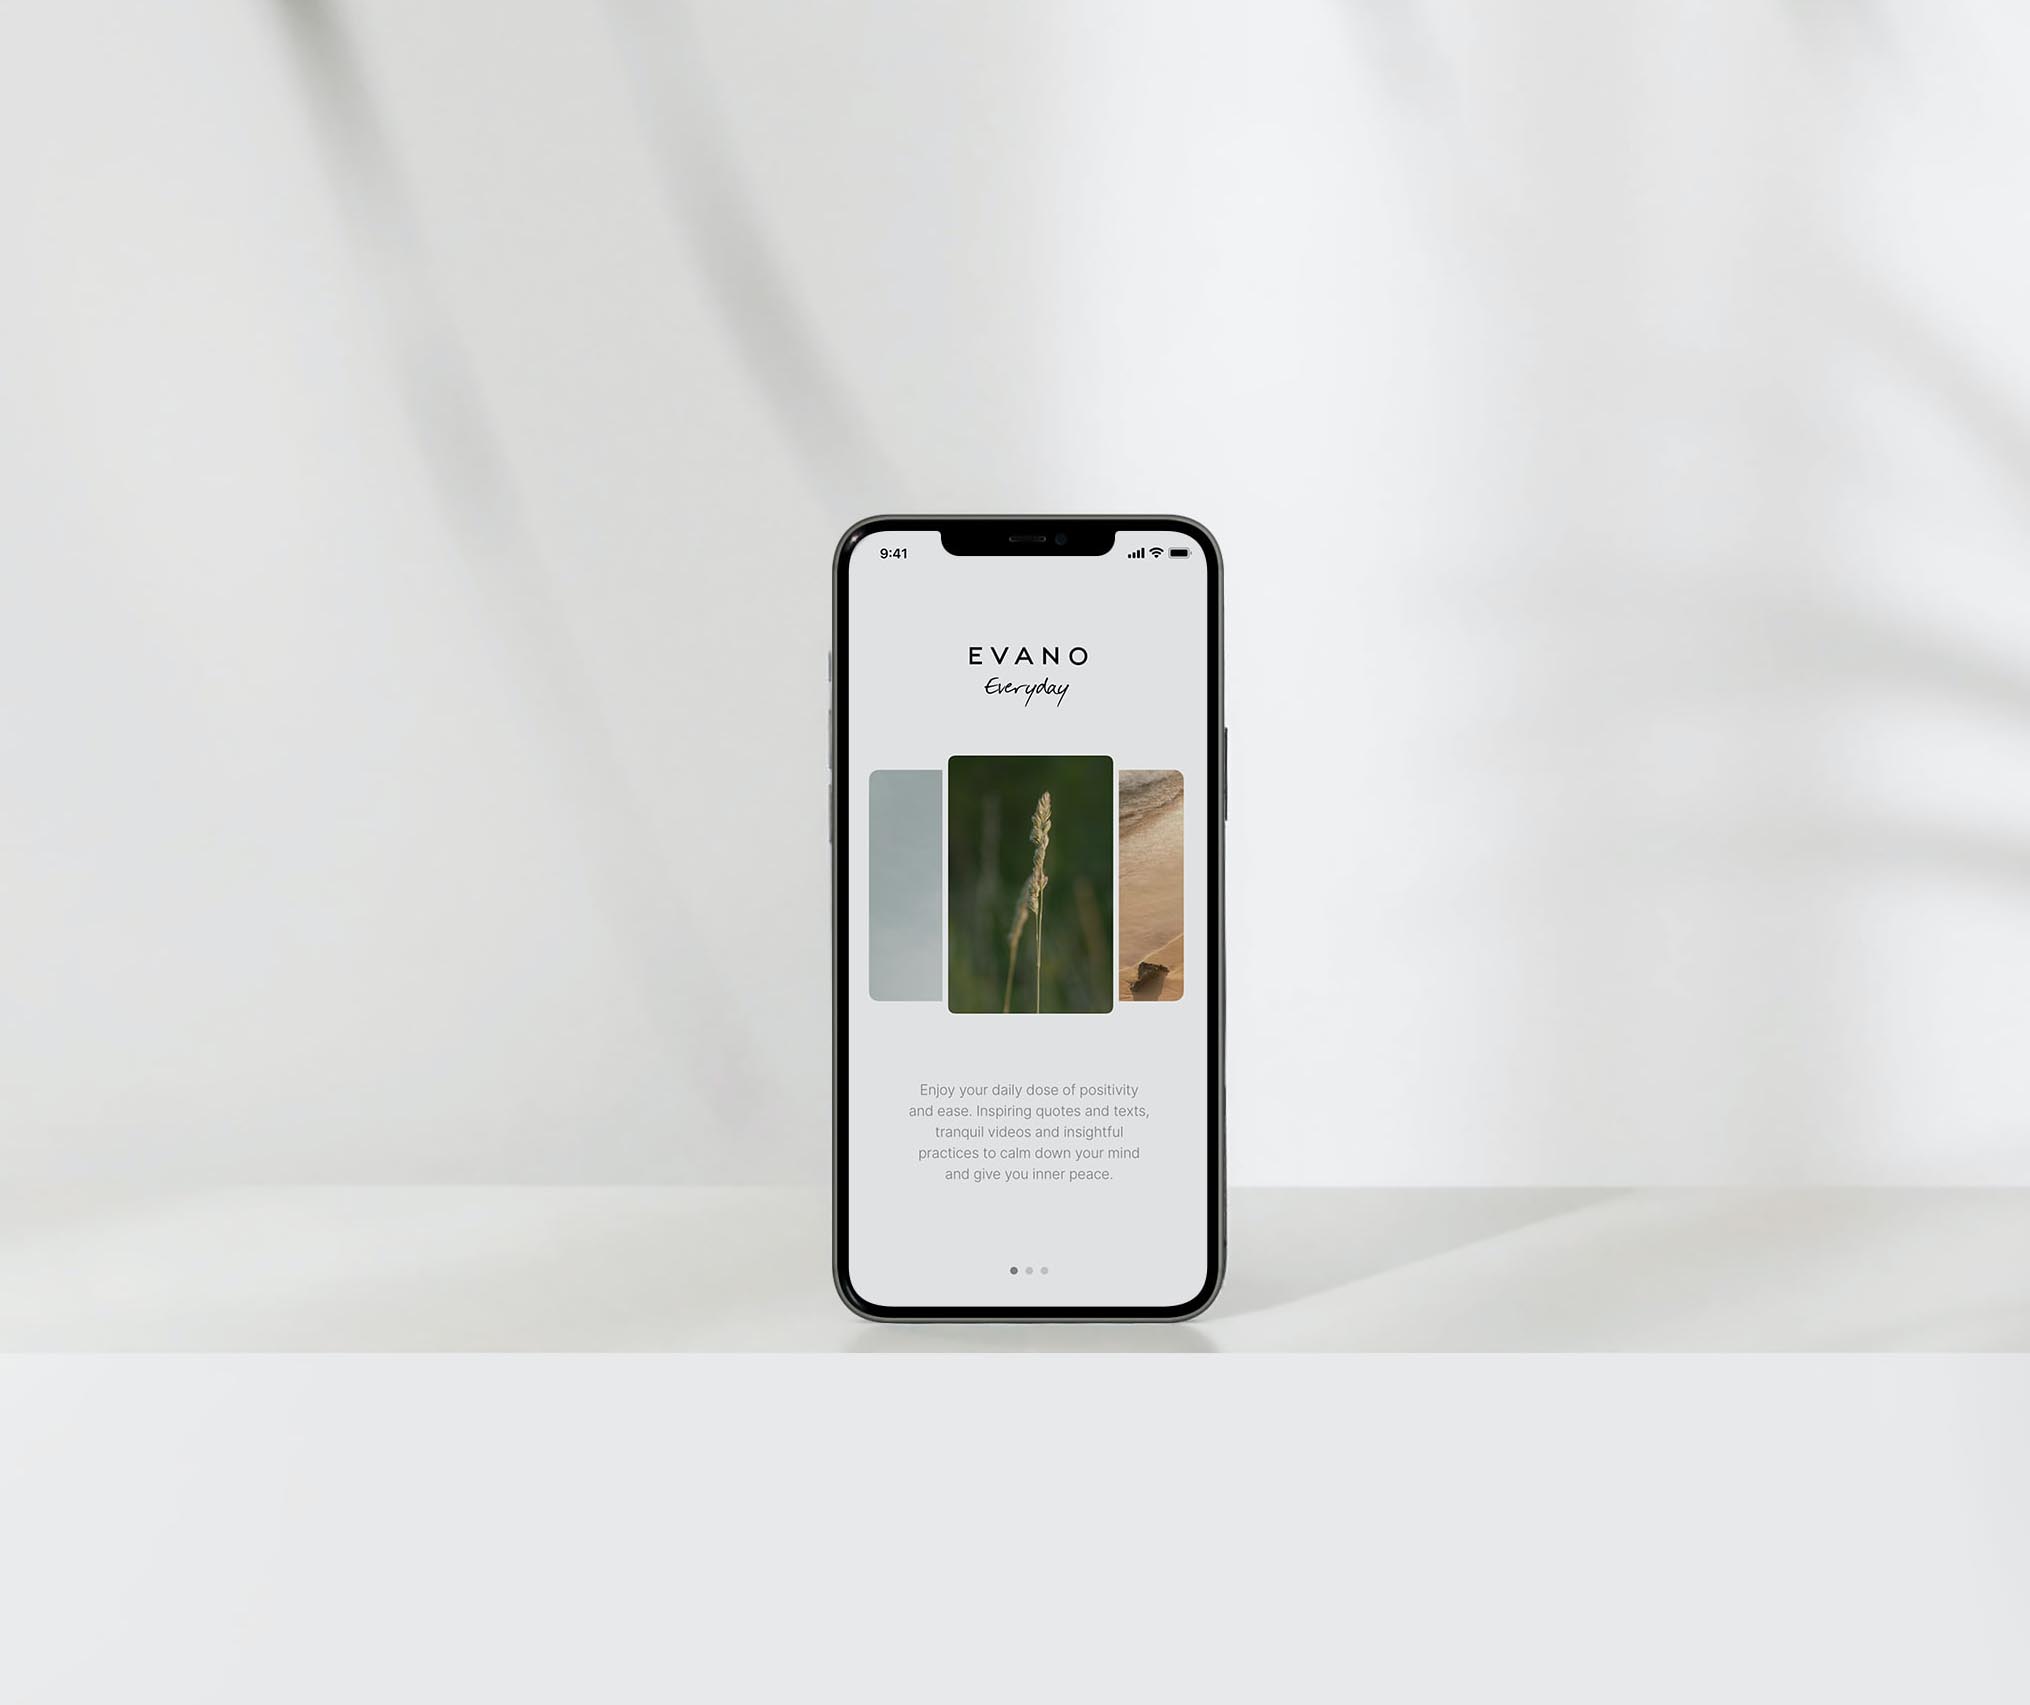 9:41
EVANO
Everyday
Enjoy your daily dose of positivity
and ease. Inspiring quotes and texts,
tranquil videos and insightful
practices to calm down your mind
and give you inner peace.